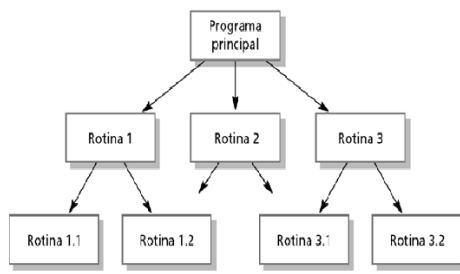 Programa
principal
Rotina 1
Rotina 2
Rotina 3
Rotina 1.1
Rotina 1.2
Rotina 3.1
Rotina 3.2